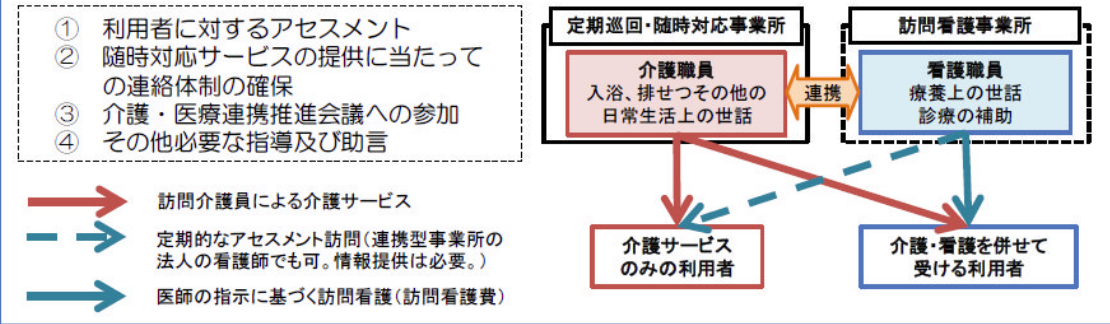 ① 利用者に対するアセスメント
② 随時対応サービスの提供に当たって
の連絡体制の確保
③ 介護・医療連携推進会議への参加
④ その他必要な指導及び助言
訪問介護員による介護サービス
定期的なアセスメント訪問(連携型事業所の
法人の看護師でも可。情報提供は必要。)
医師の指示に基づく訪問看護(訪問看護費)
定期巡回・随時対応事業所
介護職員
入浴、排せつその他の
日常生活上の世話
連携
訪問看護事業所
看護職員
療養上の世話
診療の補助
介護サービス
のみの利用者
介護・看護を併せて
受ける利用者